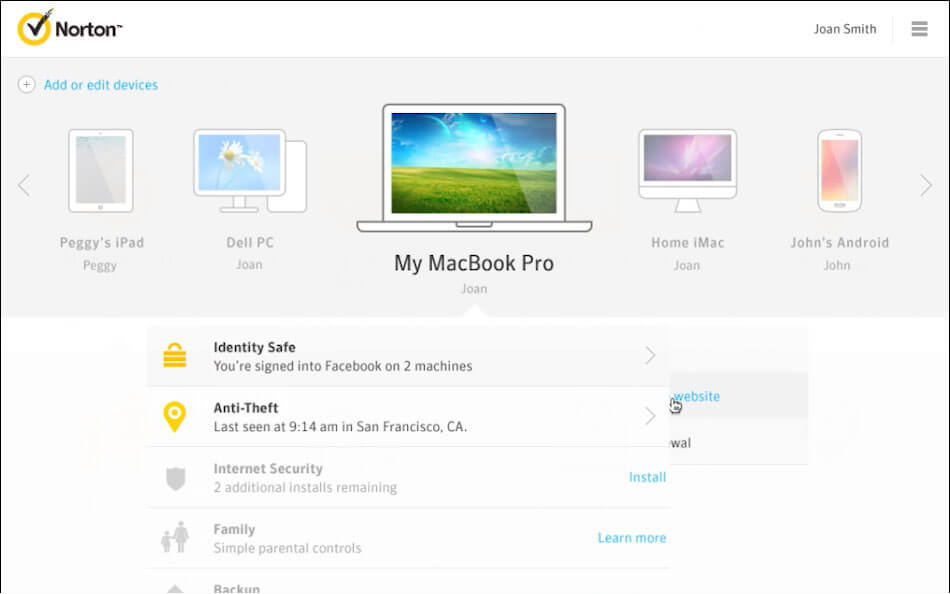 Norton™
Joan Smith
Add or edit devices
Peggy's iPad
Peggy
Dell PC
Joan
My MacBook Pro
Joan
Home iMac
Joan
John's Android
John
Identity Safe
You're signed into Facebook on 2 machines
website
Anti-Theft
Last seen at 9:14 am in San Francisco, CA.
Internet Security
2 additional installs remaining
Install
Family
Simple parental controls
Learn more
Backup